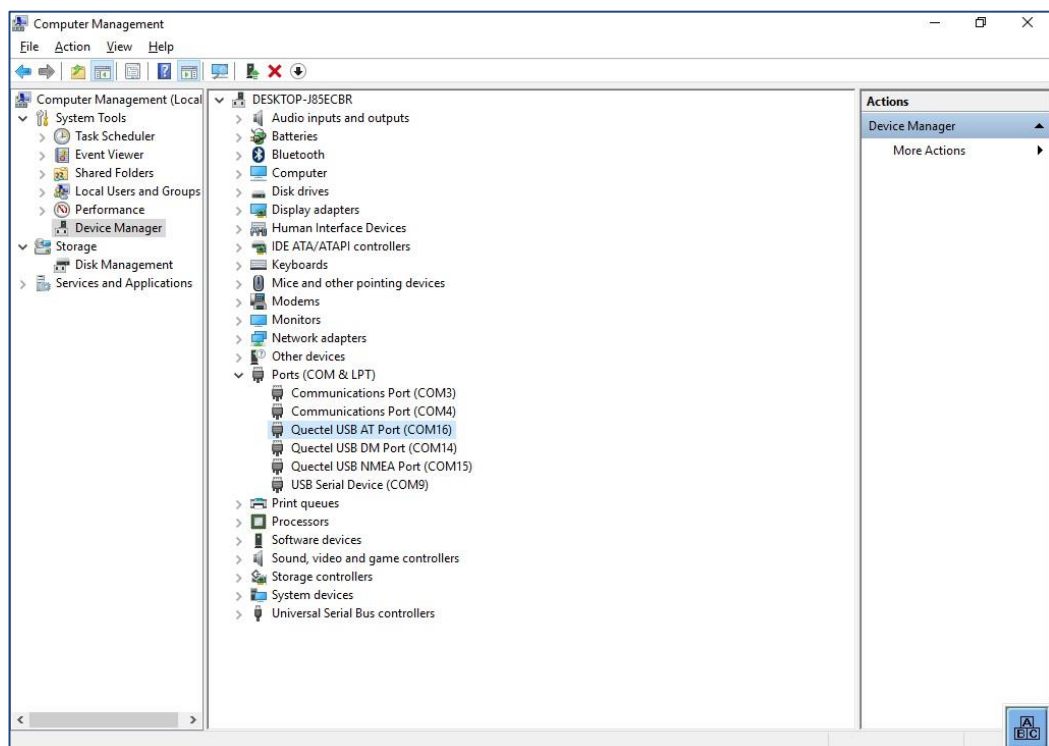 Computer Management
File Action View Help
Computer Management (Local
System Tools
Task Scheduler
Event Viewer
Shared Folders
Local Users and Groups
Performance
Device Manager
Storage
Disk Management
Services and Applications
DESKTOP-J85ECBR
Audio inputs and outputs
Batteries
Bluetooth
Computer
Disk drives
Display adapters
Human Interface Devices
IDE ATA/ATAPI controllers
Keyboards
Mice and other pointing devices
Modems
Monitors
Network adapters
Other devices
Ports (COM & LPT)
Communications Port (COM3)
Communications Port (COM4)
Quectel USB AT Port (COM16)
Quectel USB DM Port (COM14)
Quectel USB NMEA Port (COM15)
USB Serial Device (COM9)
Print queues
Processors
Software devices
Sound, video and game controllers
Storage controllers
System devices
Universal Serial Bus controllers
Actions
Device Manager
More Actions
A
B C